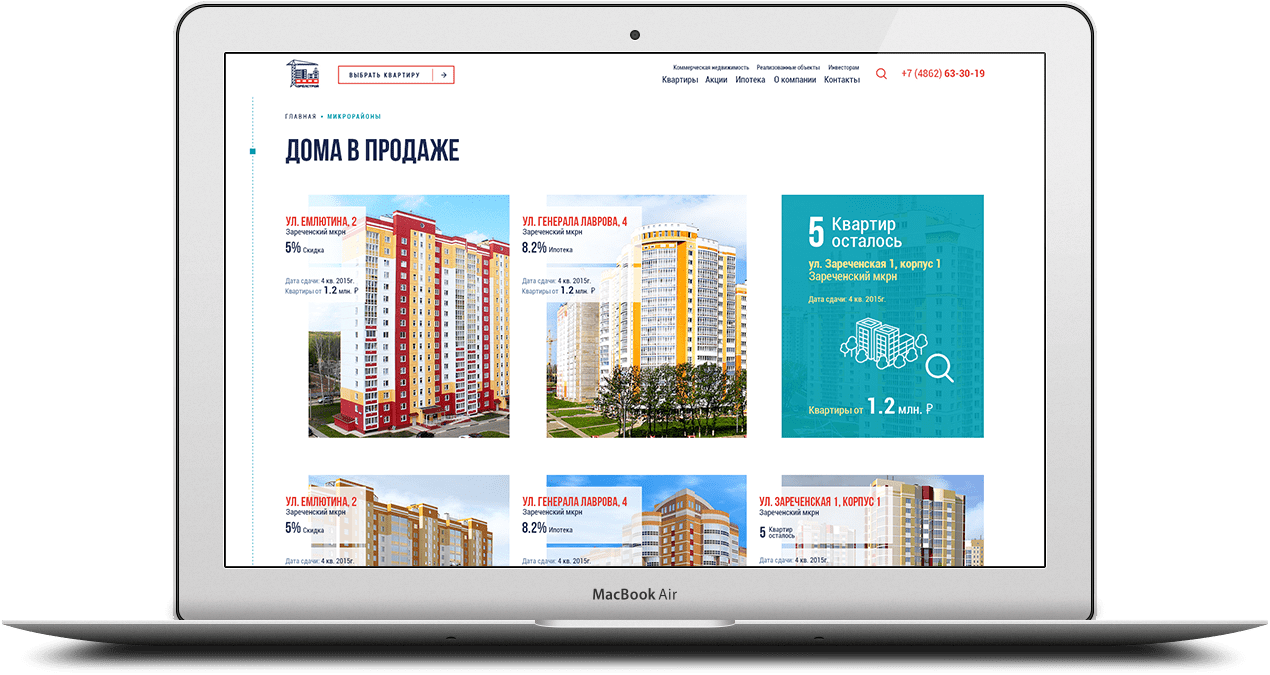 Коммерческая недвижимость Реализованные объекты Инвесторам
ВЫБРАТЬ КВАРТИРУ →
Квартиры Акции Ипотека О компании Контакты
+7 (4862) 63-30-19
ОРЕЛСТРОЙ
ГЛАВНАЯ • МИКРОРАЙОНЫ
ДОМА В ПРОДАЖЕ
УЛ. ЕМЛЮТИНА, 2
Зареченский мкрн
5% Скидка
Дата сдачи: 4 кв. 2015г.
Квартиры от 1.2 млн. ₽
УЛ. ГЕНЕРАЛА ЛАВРОВА, 4
Зареченский мкрн
8.2% Ипотека
Дата сдачи: 4 кв. 2015г.
Квартиры от 1.2 млн. ₽
5 Квартир
осталось
ул. Зареченская 1, корпус 1
Зареченский мкрн
Дата сдачи: 4 кв. 2015г.
Квартиры от 1.2 млн. ₽
УЛ. ЕМЛЮТИНА, 2
Зареченский мкрн
5% Скидка
Дата сдачи: 4 кв. 2015г.
УЛ. ГЕНЕРАЛА ЛАВРОВА, 4
Зареченский мкрн
8.2% Ипотека
Дата сдачи: 4 кв. 2015г.
УЛ. ЗАРЕЧЕНСКАЯ 1, КОРПУС 1
Зареченский мкрн
5 Квартир
осталось
Дата сдачи: 4 кв. 2015г.
MacBook Air